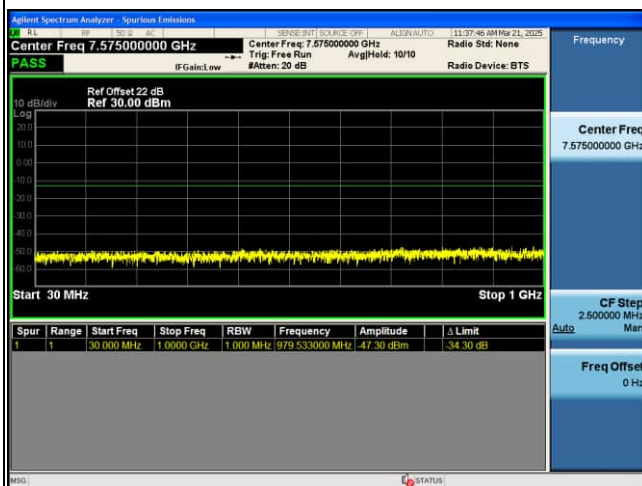 Agilent Spectrum Analyzer - Spurious Emissions
RL RF 50 Ω AC SENSE:INT SOURCE OFF ALIGN AUTO 11:37:46 AM Mar 21, 2025
Center Freq 7.575000000 GHz Center Freq: 7.575000000 GHz Radio Std: None
Trig: Free Run Avg|Hold: 10/10
PASS IFGain:Low #Atten: 20 dB Radio Device: BTS
Ref Offset 22 dB
10 dB/div Ref 30.00 dBm
Log
20.0
10.0
0.00
-10.0
-20.0
-30.0
-40.0
-50.0
-60.0
Start 30 MHz Stop 1 GHz
Spur Range Start Freq Stop Freq RBW Frequency Amplitude Δ Limit
1 1 30.000 MHz 1.0000 GHz 1.000 MHz 979.533000 MHz -47.30 dBm -34.30 dB
MSG STATUS
Frequency
Center Freq
7.575000000 GHz
CF Step
2.500000 MHz
Auto Man
Freq Offset
0 Hz